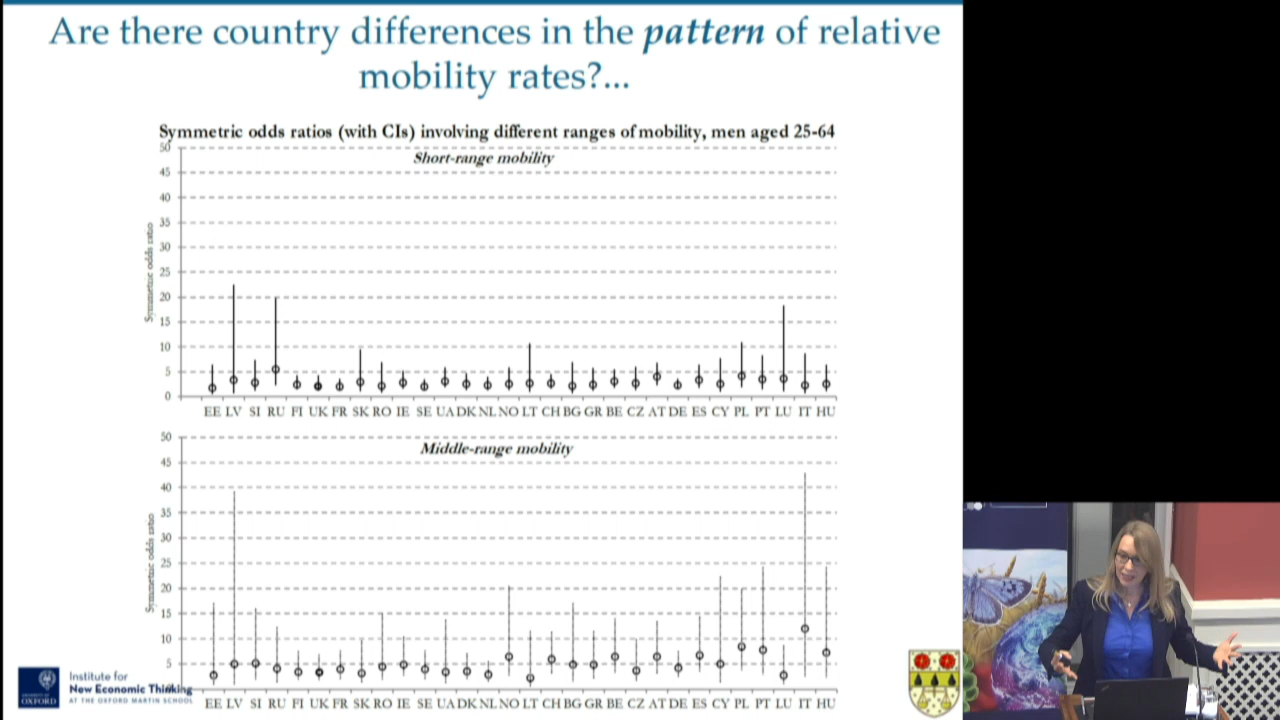 Are there country differences in the pattern of relative
mobility rates?...
Symmetric odds ratios (with CIs) involving different ranges of mobility, men aged 25-64
Short-range mobility
Symmetric odds ratio
50
45
40
35
30
25
20
15
10
5
0
EE LV SI RU FI UK FR SK RO IE SE UA DK NL NO LT CH BG GR BE CZ AT DE ES CY PL PT LU IT HU
Middle-range mobility
Symmetric odds ratio
50
45
40
35
30
25
20
15
10
5
EE LV SI RU FI UK FR SK RO IE SE UA DK NL NO LT CH BG GR BE CZ AT DE ES CY PL PT LU IT HU
UNIVERSITY OF
OXFORD
Institute for
New Economic Thinking
AT THE OXFORD MARTIN SCHOOL